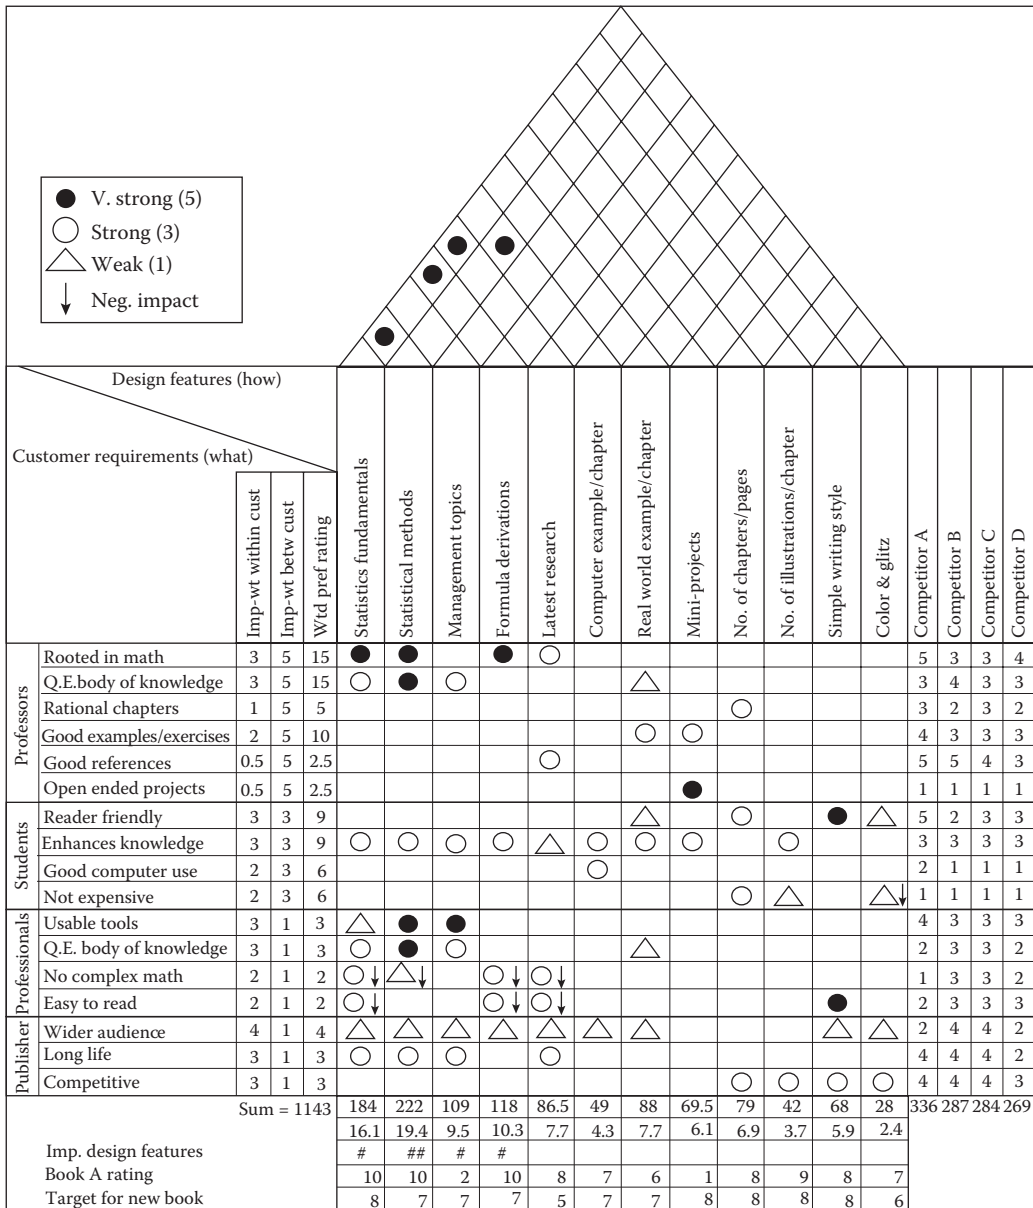 V. strong (5)
Strong (3)
Weak (1)
Neg. impact
Design features (how)
Customer requirements (what)
Imp-wt within cust
Imp-wt betw cust
Wtd pref rating
Statistics fundamentals
Statistical methods
Management topics
Formula derivations
Latest research
Computer example/chapter
Real world example/chapter
Mini-projects
No. of chapters/pages
No. of illustrations/chapter
Simple writing style
Color & glitz
Competitor A
Competitor B
Competitor C
Competitor D
Professors
Rooted in math 3 5 15 5 3 3 4
Q.E.body of knowledge 3 5 15 3 4 3 3
Rational chapters 1 5 5 3 2 3 2
Good examples/exercises 2 5 10 4 3 3 3
Good references 0.5 5 2.5 5 5 4 3
Open ended projects 0.5 5 2.5 1 1 1 1
Students
Reader friendly 3 3 9 5 2 3 3
Enhances knowledge 3 3 9 3 3 3 3
Good computer use 2 3 6 2 1 1 1
Not expensive 2 3 6 1 1 1 1
Professionals
Usable tools 3 1 3 4 3 3 3
Q.E. body of knowledge 3 1 3 2 3 3 2
No complex math 2 1 2 1 3 3 2
Easy to read 2 1 2 2 3 3 3
Publisher
Wider audience 4 1 4 2 4 4 2
Long life 3 1 3 4 4 4 2
Competitive 3 1 3 4 4 4 3
Sum = 1143 184 222 109 118 86.5 49 88 69.5 79 42 68 28 336 287 284 269
16.1 19.4 9.5 10.3 7.7 4.3 7.7 6.1 6.9 3.7 5.9 2.4
Imp. design features # ## # #
Book A rating 10 10 2 10 8 7 6 1 8 9 8 7
Target for new book 8 7 7 7 5 7 7 8 8 8 8 6